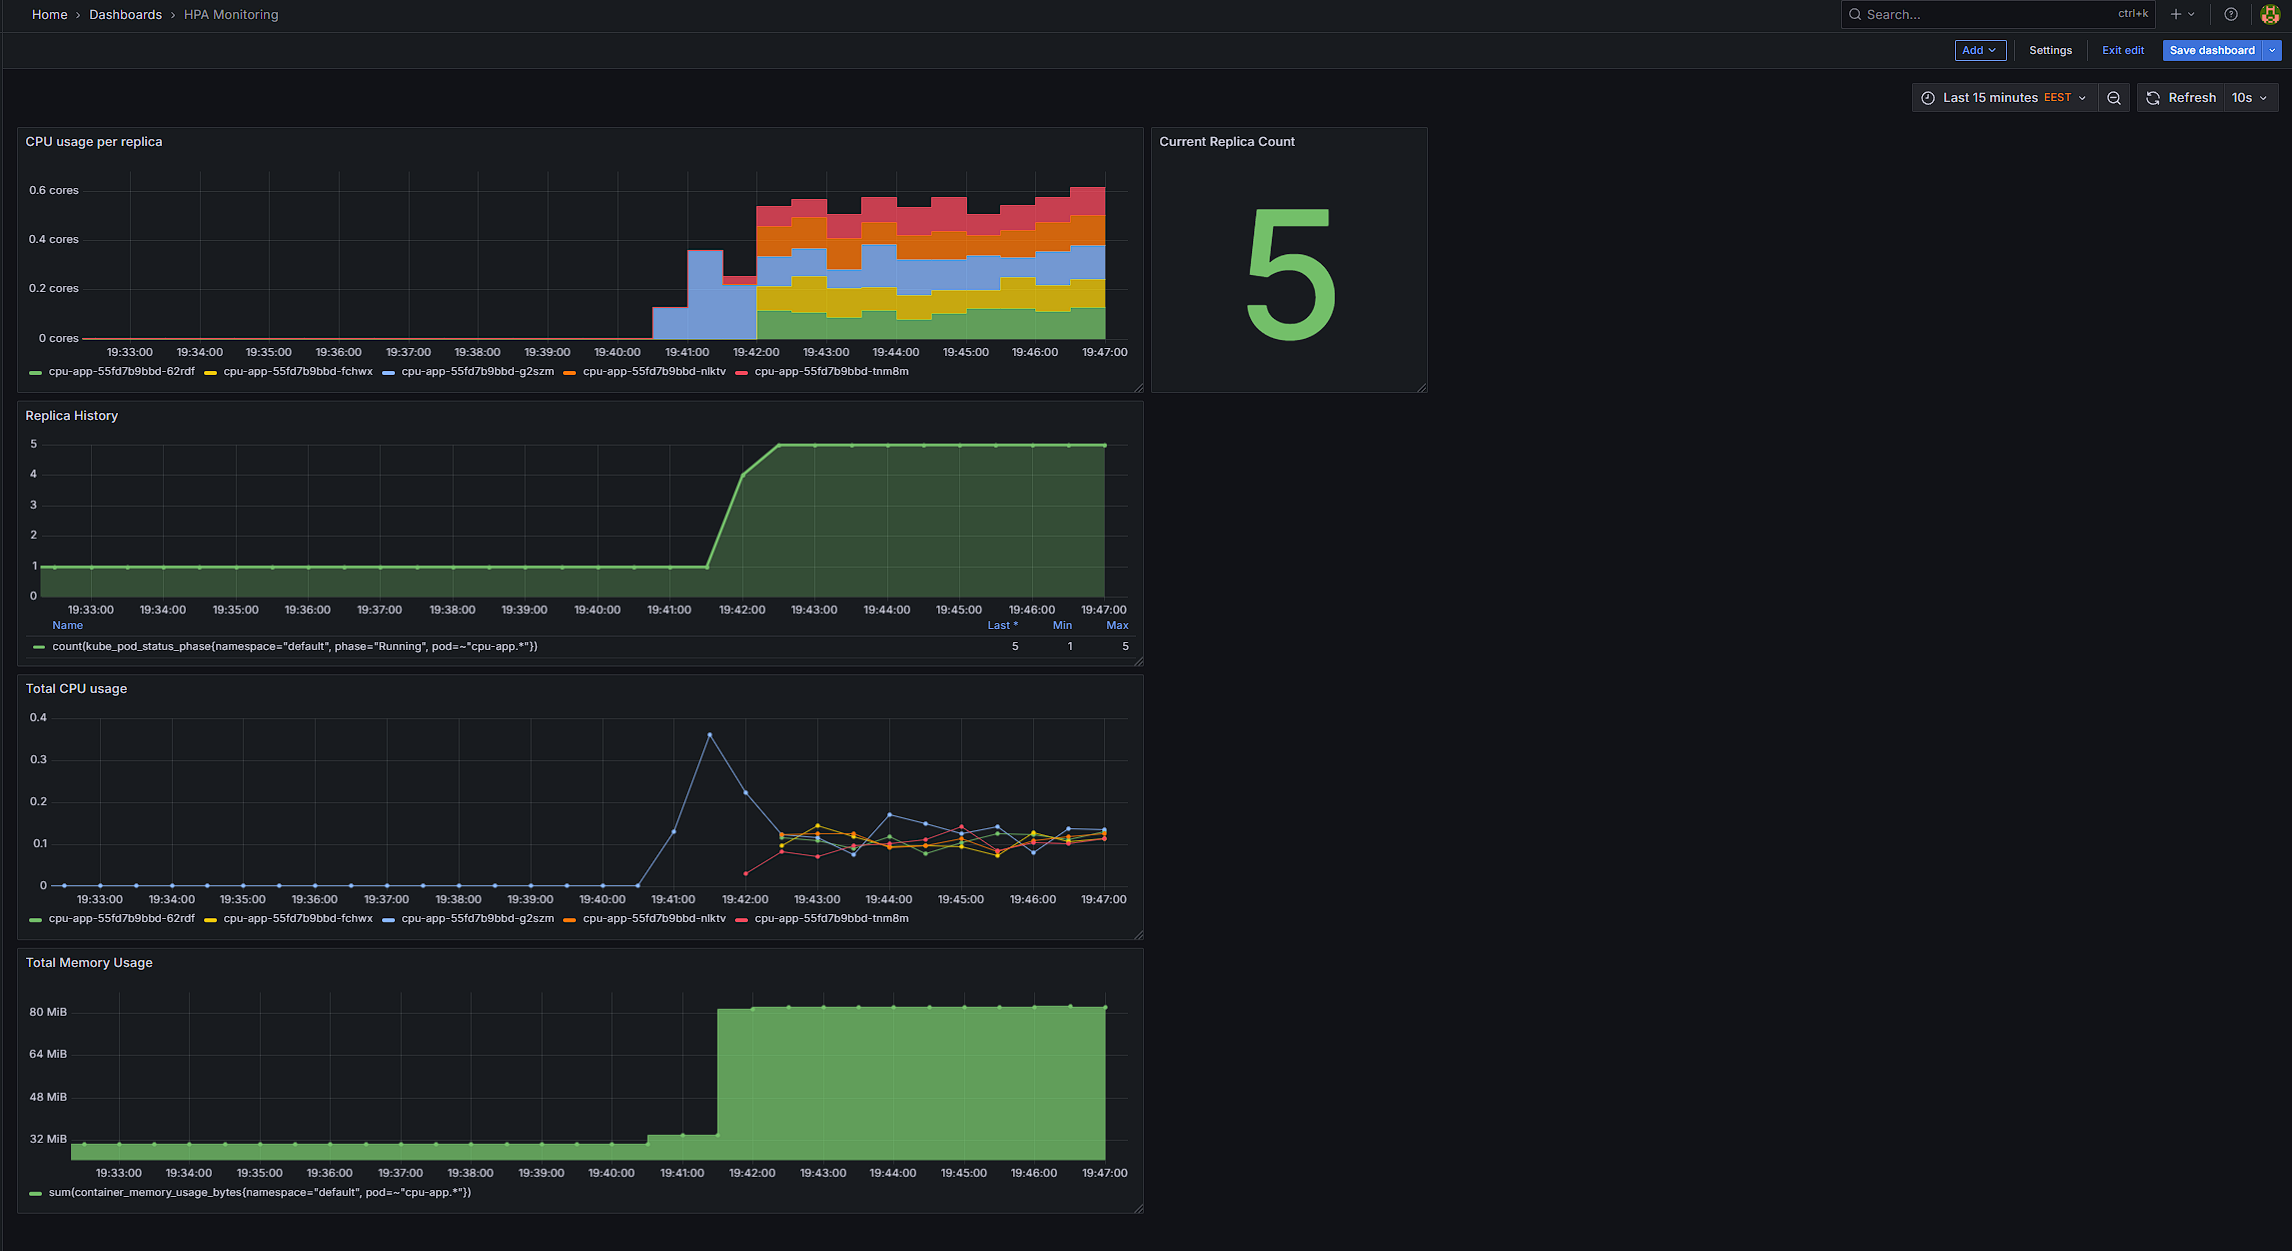 Home › Dashboards › HPA Monitoring
Search... ctrl+k
Add Settings Exit edit Save dashboard
Last 15 minutes EEST Refresh 10s
CPU usage per replica
0.6 cores
0.4 cores
0.2 cores
0 cores
19:33:00 19:34:00 19:35:00 19:36:00 19:37:00 19:38:00 19:39:00 19:40:00 19:41:00 19:42:00 19:43:00 19:44:00 19:45:00 19:46:00 19:47:00
cpu-app-55fd7b9bbd-62rdf cpu-app-55fd7b9bbd-fchwx cpu-app-55fd7b9bbd-g2szm cpu-app-55fd7b9bbd-nlktv cpu-app-55fd7b9bbd-tnm8m
Current Replica Count
5
Replica History
5
4
3
2
1
0
19:33:00 19:34:00 19:35:00 19:36:00 19:37:00 19:38:00 19:39:00 19:40:00 19:41:00 19:42:00 19:43:00 19:44:00 19:45:00 19:46:00 19:47:00
Name Last * Min Max
count(kube_pod_status_phase{namespace="default", phase="Running", pod=~"cpu-app.*"}) 5 1 5
Total CPU usage
0.4
0.3
0.2
0.1
0
19:33:00 19:34:00 19:35:00 19:36:00 19:37:00 19:38:00 19:39:00 19:40:00 19:41:00 19:42:00 19:43:00 19:44:00 19:45:00 19:46:00 19:47:00
cpu-app-55fd7b9bbd-62rdf cpu-app-55fd7b9bbd-fchwx cpu-app-55fd7b9bbd-g2szm cpu-app-55fd7b9bbd-nlktv cpu-app-55fd7b9bbd-tnm8m
Total Memory Usage
80 MiB
64 MiB
48 MiB
32 MiB
19:33:00 19:34:00 19:35:00 19:36:00 19:37:00 19:38:00 19:39:00 19:40:00 19:41:00 19:42:00 19:43:00 19:44:00 19:45:00 19:46:00 19:47:00
sum(container_memory_usage_bytes{namespace="default", pod=~"cpu-app.*"})